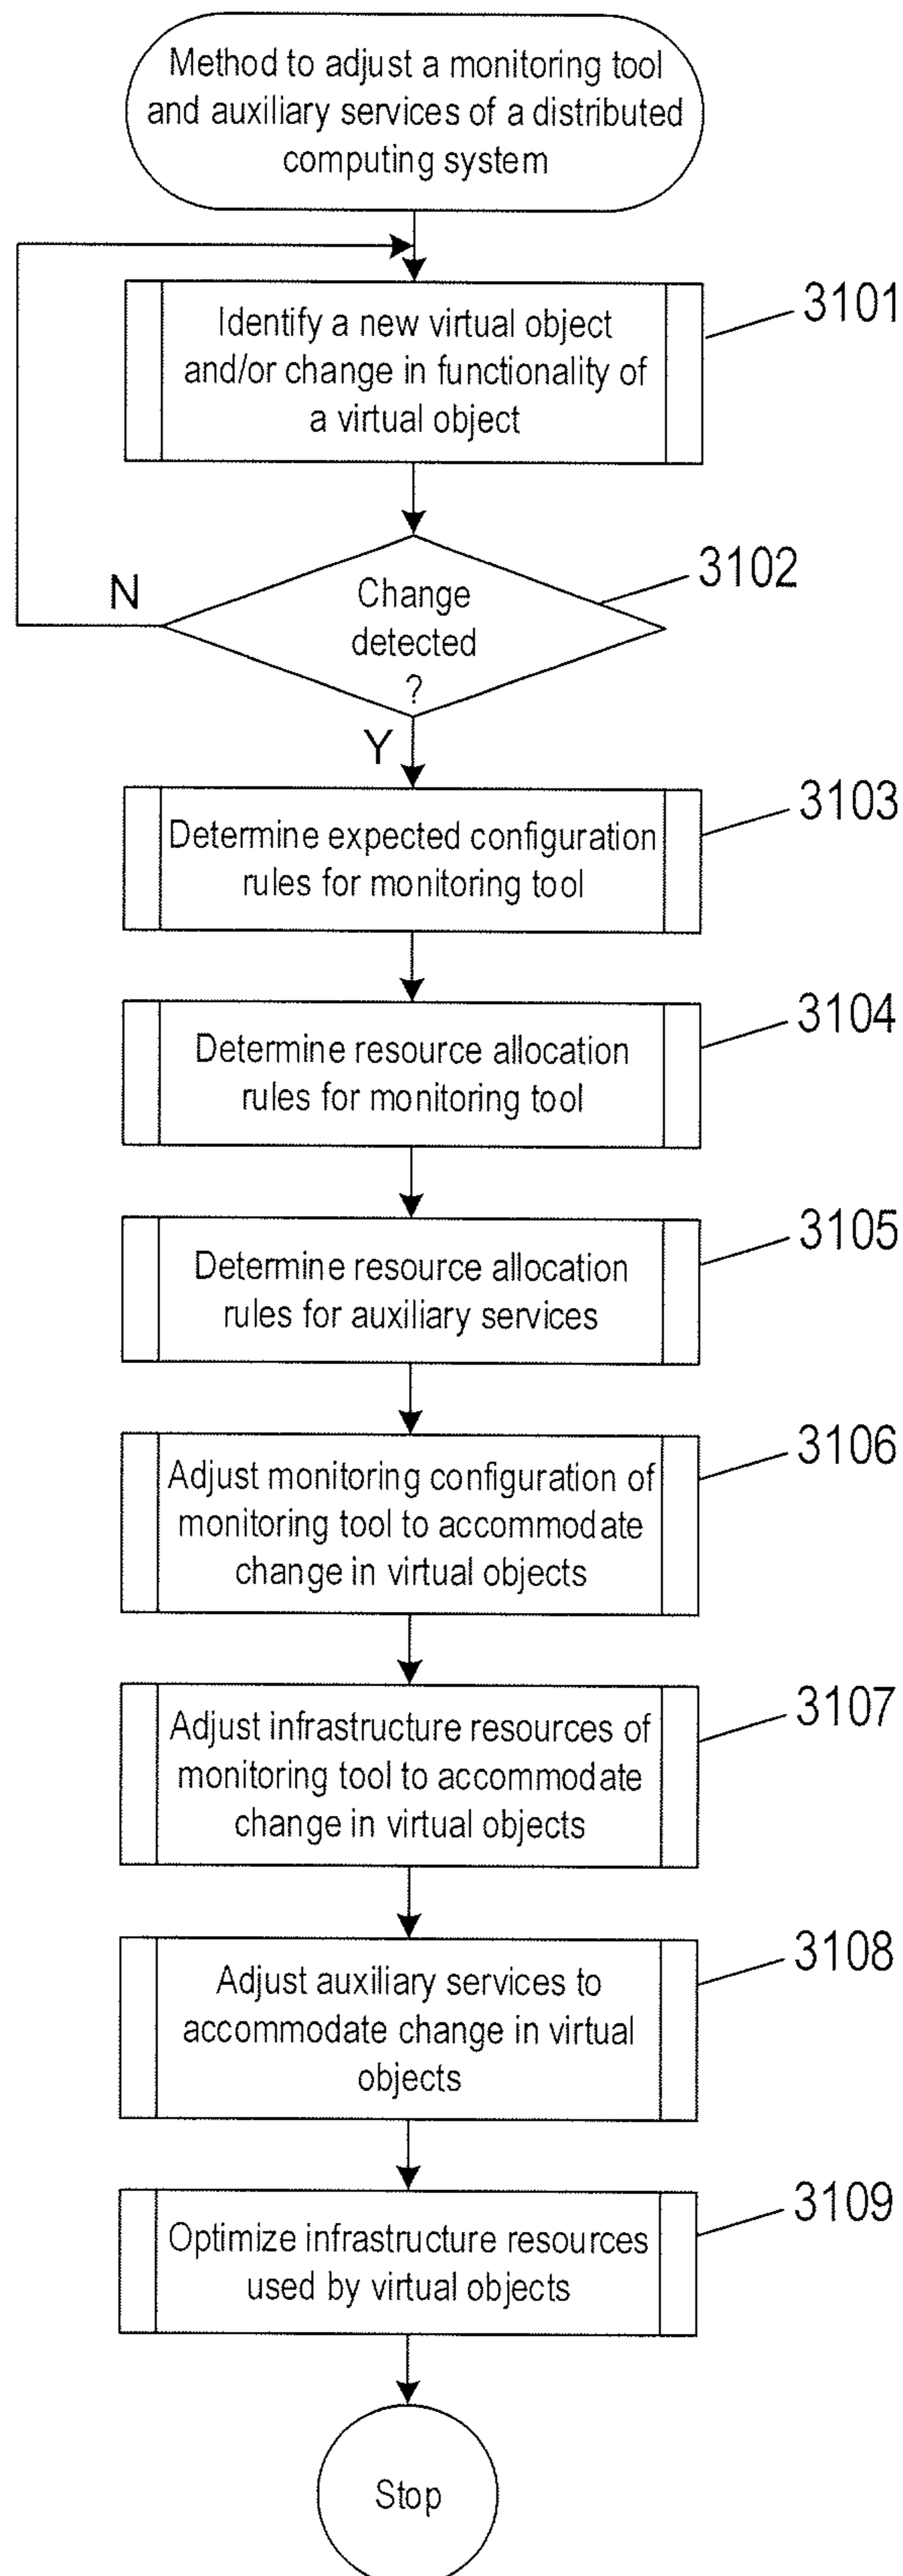 Method to adjust a monitoring tool
and auxiliary services of a distributed
computing system
Identify a new virtual object
and/or change in functionality of
a virtual object
3101
Change
detected
?
3102
N
Y
Determine expected configuration
rules for monitoring tool
3103
Determine resource allocation
rules for monitoring tool
3104
Determine resource allocation
rules for auxiliary services
3105
Adjust monitoring configuration of
monitoring tool to accommodate
change in virtual objects
3106
Adjust infrastructure resources of
monitoring tool to accommodate
change in virtual objects
3107
Adjust auxiliary services to
accommodate change in virtual
objects
3108
Optimize infrastructure resources
used by virtual objects
3109
Stop